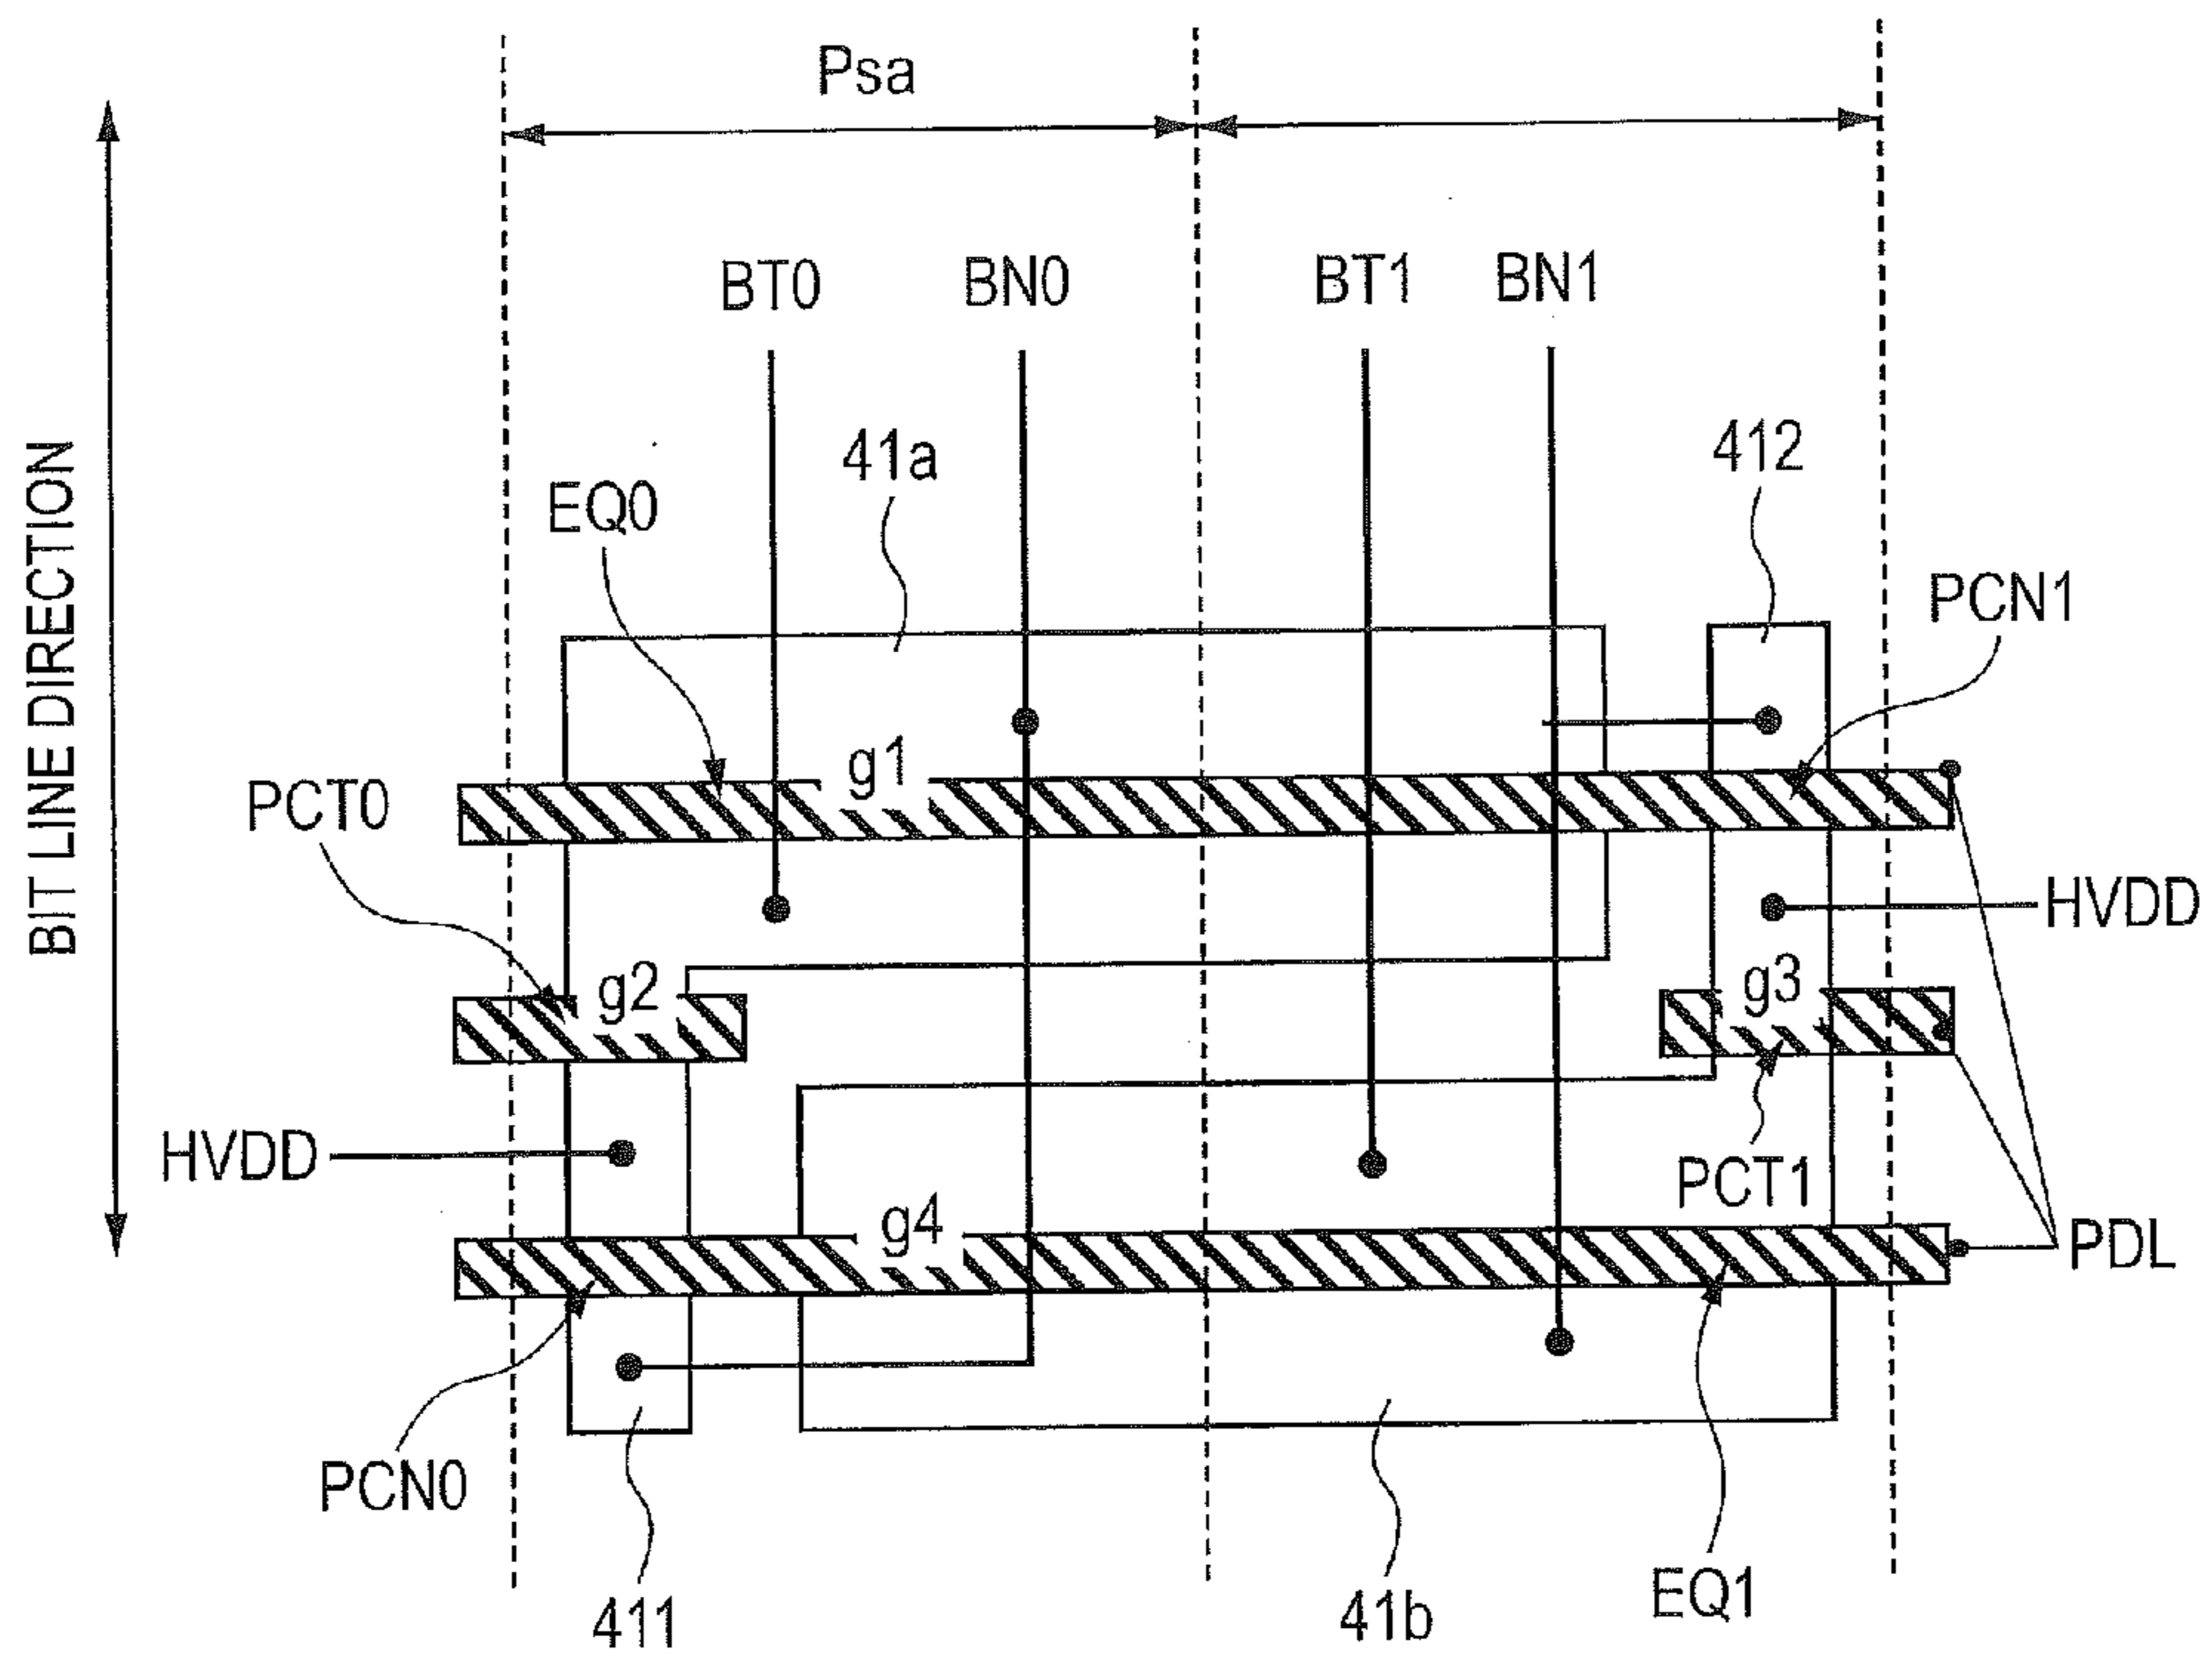 Psa
BIT LINE DIRECTION
BT0
BN0
BT1
BN1
41a
412
EQ0
PCN1
g1
PCT0
HVDD
g2
g3
HVDD
PCT1
g4
PDL
PCN0
411
41b
EQ1